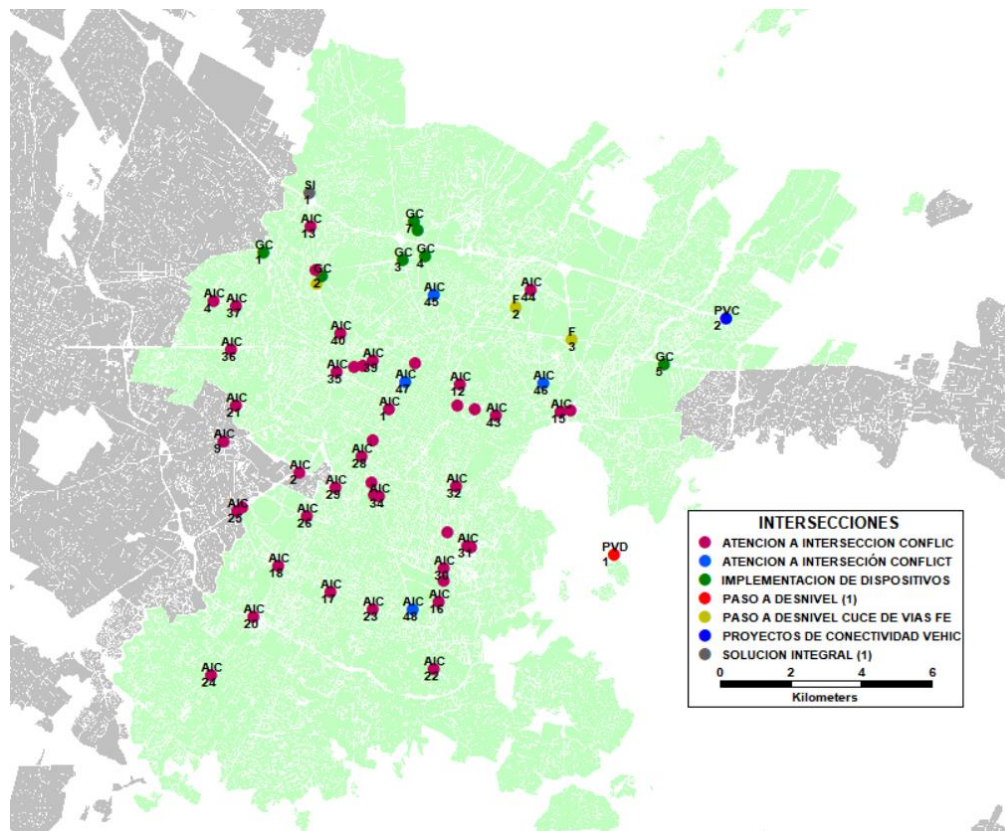 SI
1
AIC
13
GC
7
GC
1
GC
3
GC
4
GC
2
AIC
4
AIC
37
AIC
45
AIC
44
F
2
PVC
2
AIC
40
F
3
AIC
36
AIC
35
AIC
39
AIC
47
AIC
12
AIC
46
GC
5
AIC
21
AIC
1
AIC
43
AIC
15
AIC
9
AIC
28
AIC
2
AIC
29
AIC
34
AIC
32
AIC
25
AIC
26
AIC
31
PVD
1
AIC
18
AIC
30
AIC
17
AIC
20
AIC
23
AIC
48
AIC
16
AIC
24
AIC
22
INTERSECCIONES
ATENCION A INTERSECCION CONFLIC
ATENCION A INTERSECIÓN CONFLICT
IMPLEMENTACION DE DISPOSITIVOS
PASO A DESNIVEL (1)
PASO A DESNIVEL CUCE DE VIAS FE
PROYECTOS DE CONECTIVIDAD VEHIC
SOLUCION INTEGRAL (1)
0 2 4 6
Kilometers